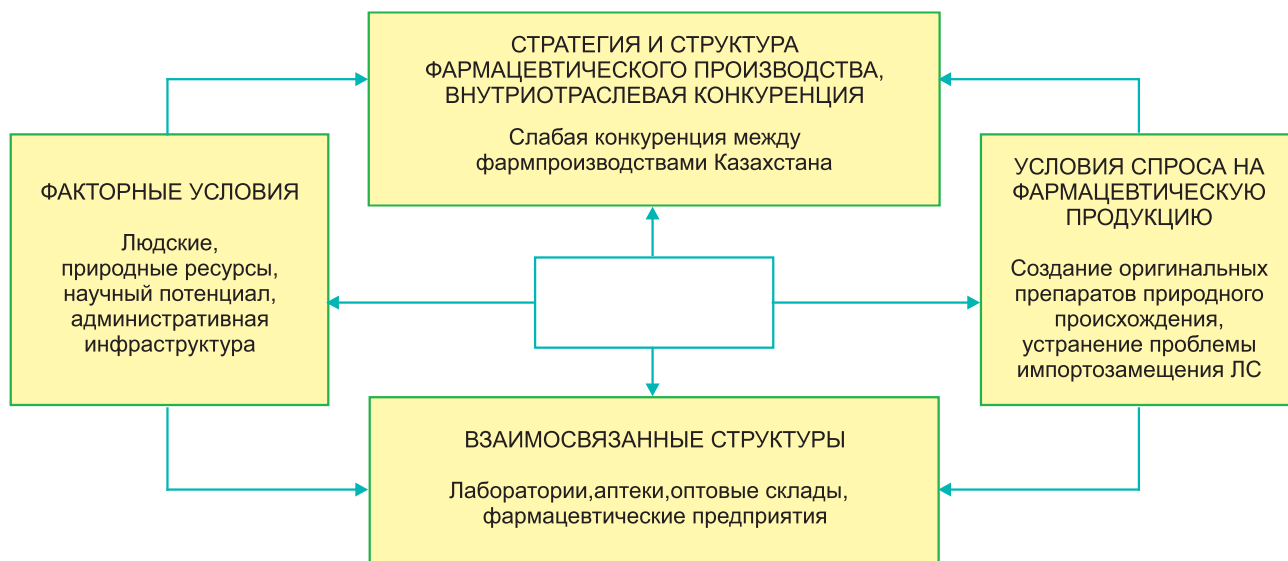 СТРАТЕГИЯ И СТРУКТУРА
ФАРМАЦЕВТИЧЕСКОГО ПРОИЗВОДСТВА,
ВНУТРИОТРАСЛЕВАЯ КОНКУРЕНЦИЯ
Слабая конкуренция между
фармпроизводствами Казахстана
ФАКТОРНЫЕ УСЛОВИЯ
Людские,
природные ресурсы,
научный потенциал,
административная
инфраструктура
УСЛОВИЯ СПРОСА НА
ФАРМАЦЕВТИЧЕСКУЮ
ПРОДУКЦИЮ
Создание оригинальных
препаратов природного
происхождения,
устранение проблемы
импортозамещения ЛС
ВЗАИМОСВЯЗАННЫЕ СТРУКТУРЫ
Лаборатории,аптеки,оптовые склады,
фармацевтические предприятия